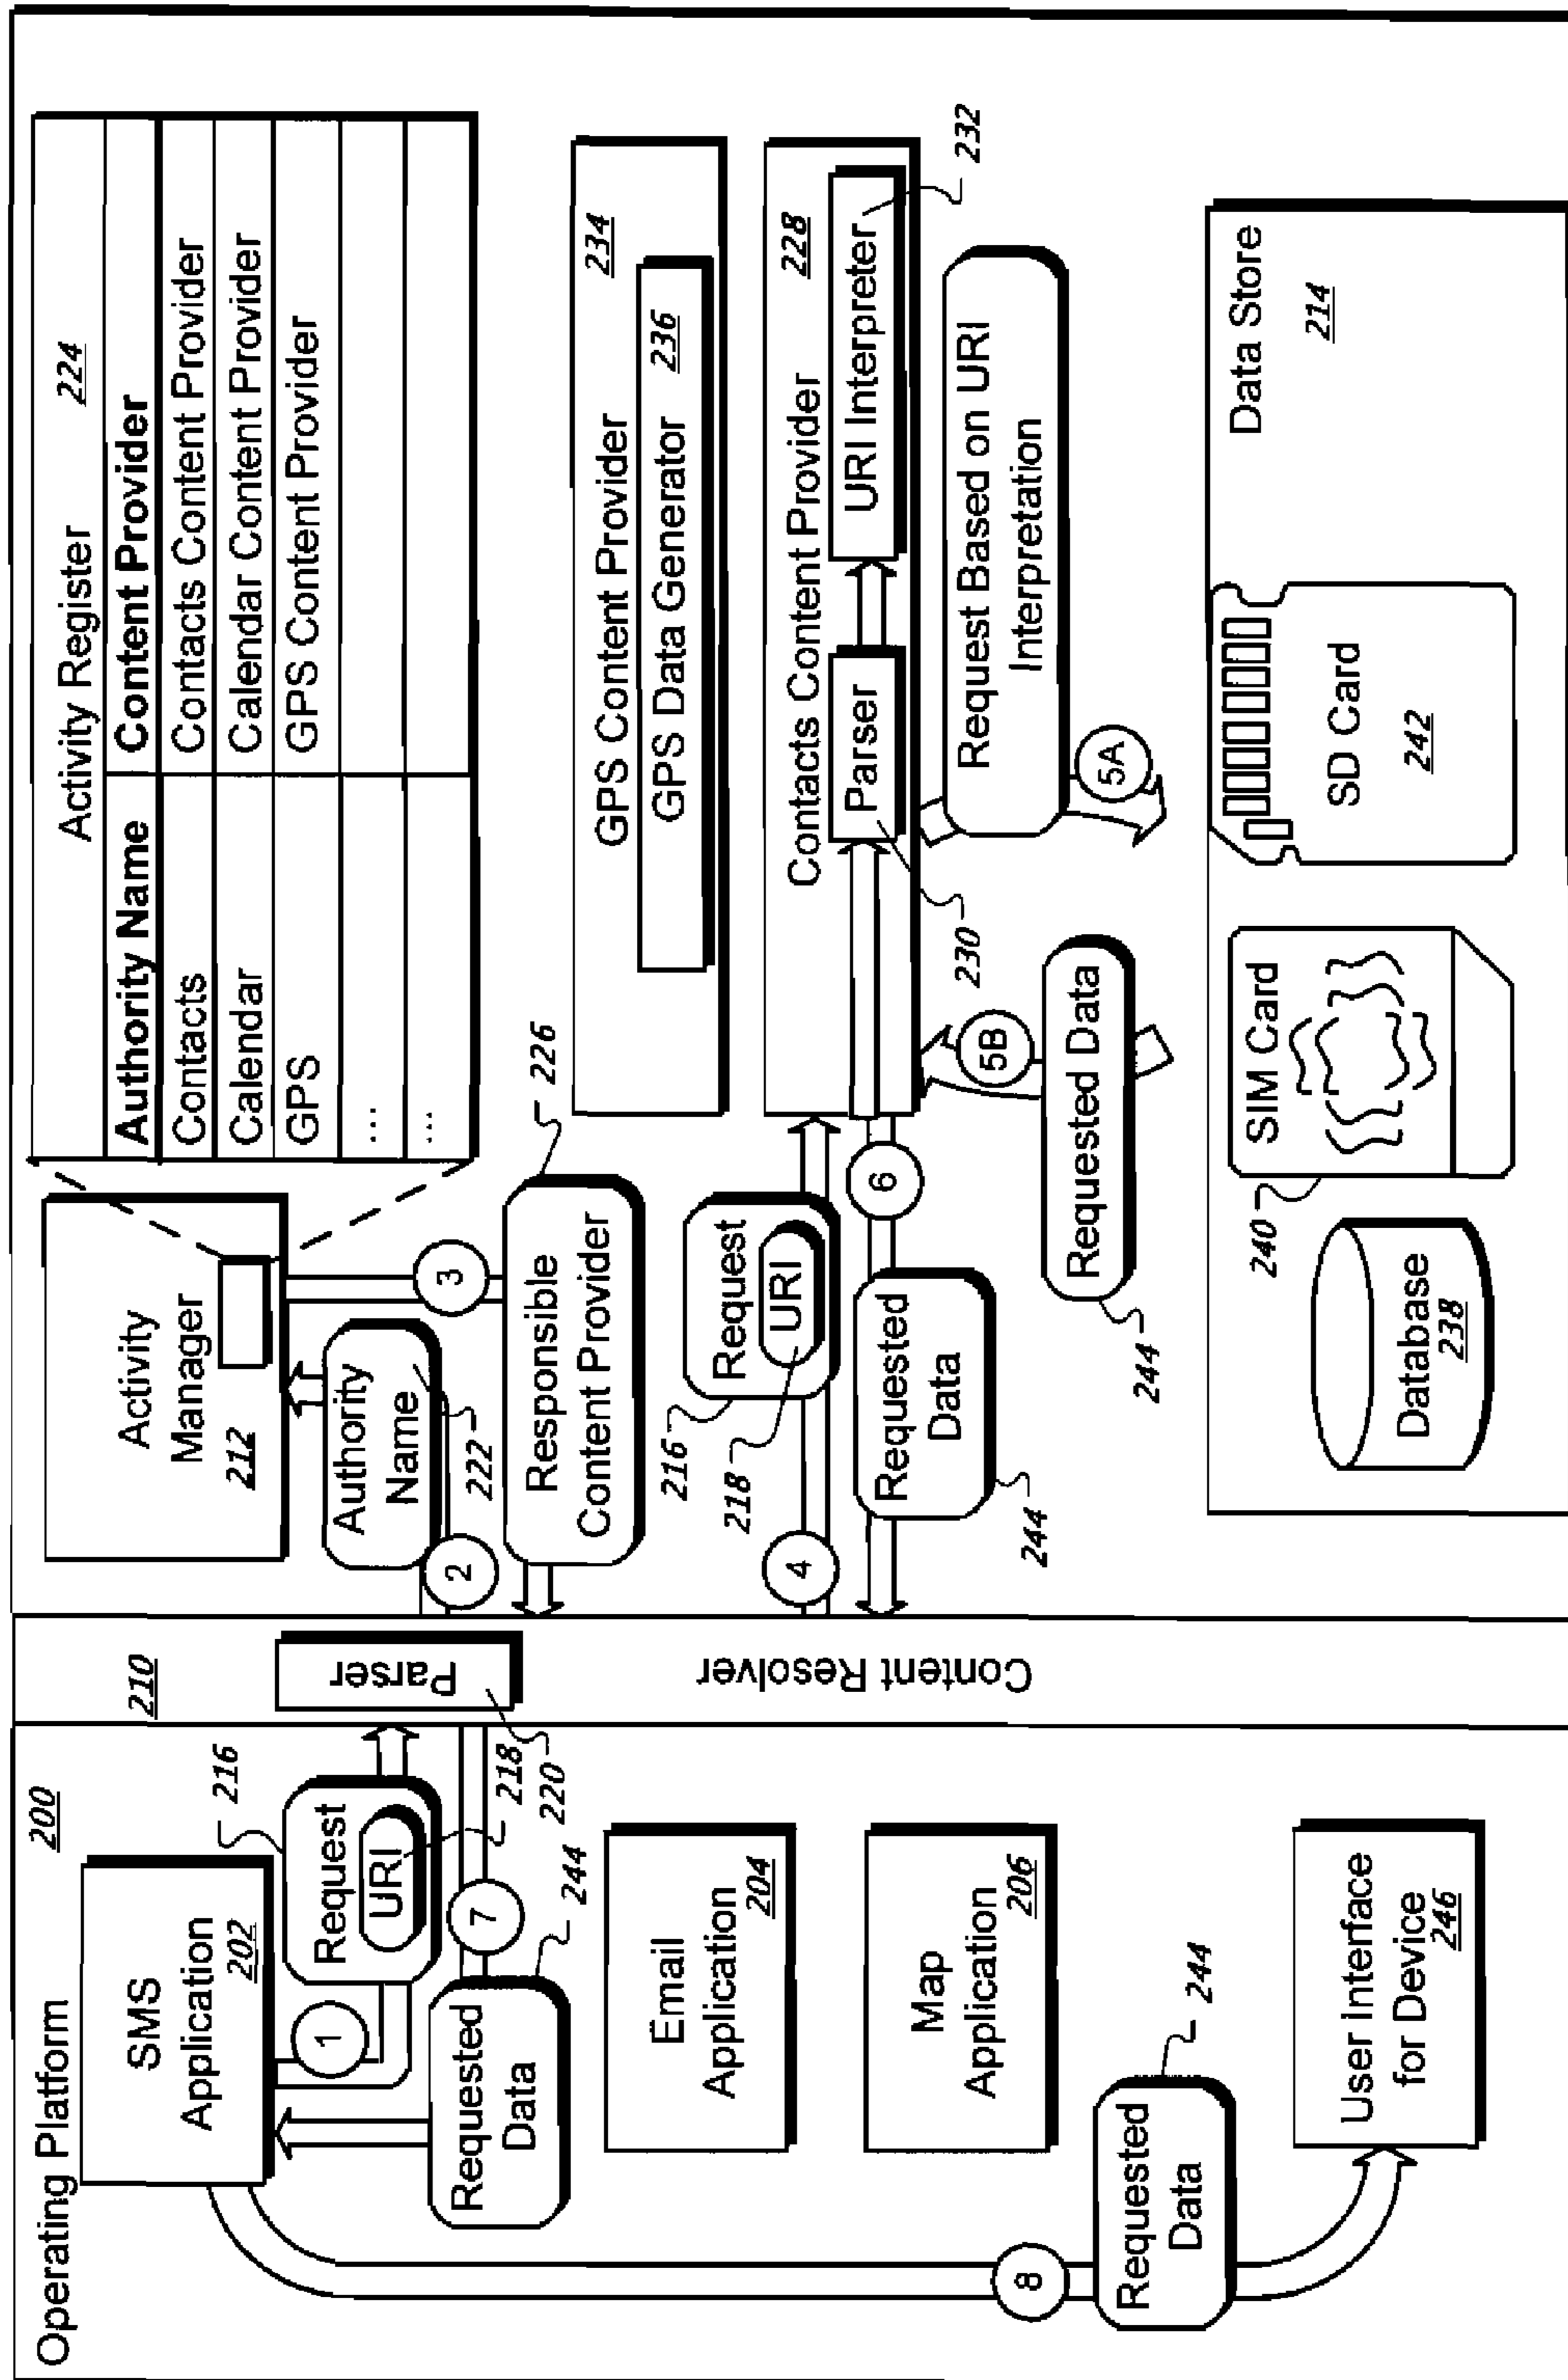 Operating Platform
200
SMS
Application
202
1
216
Request
URI
218
7
Requested
Data
244
220
Email
Application
204
Map
Application
206
8
Requested
Data
244
User Interface
for Device
246
210
Parser
Content Resolver
Activity
Manager
212
Authority
Name
222
2
3
Responsible
Content Provider
226
Activity Register
224
Authority Name Content Provider
Contacts Contacts Content Provider
Calendar Calendar Content Provider
GPS GPS Content Provider
...
...
GPS Content Provider
234
GPS Data Generator
236
4
216
Request
URI
218
6
Requested
Data
244
Contacts Content Provider
228
Parser
URI Interpreter
230
232
5B
Requested Data
244
Request Based on URI
Interpretation
5A
Data Store
214
Database
238
SIM Card
240
SD Card
242